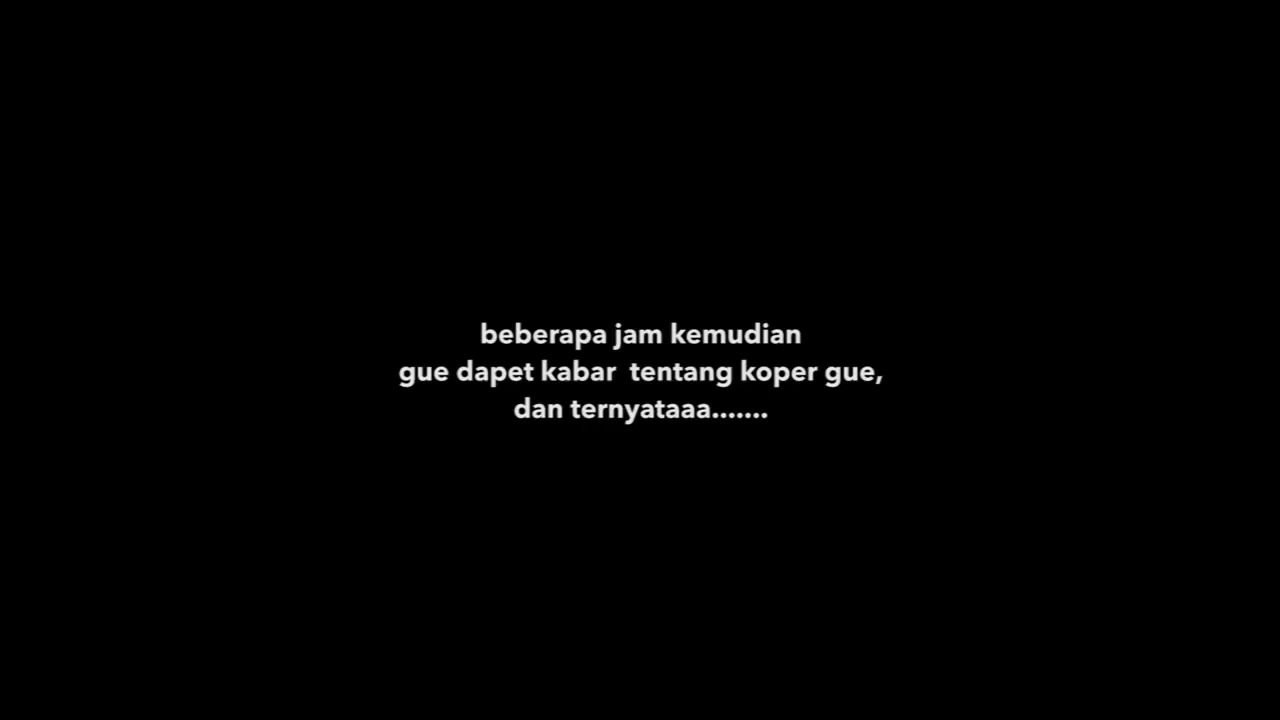 beberapa jam kemudian
gue dapet kabar  tentang koper gue,
dan ternyataaa.......